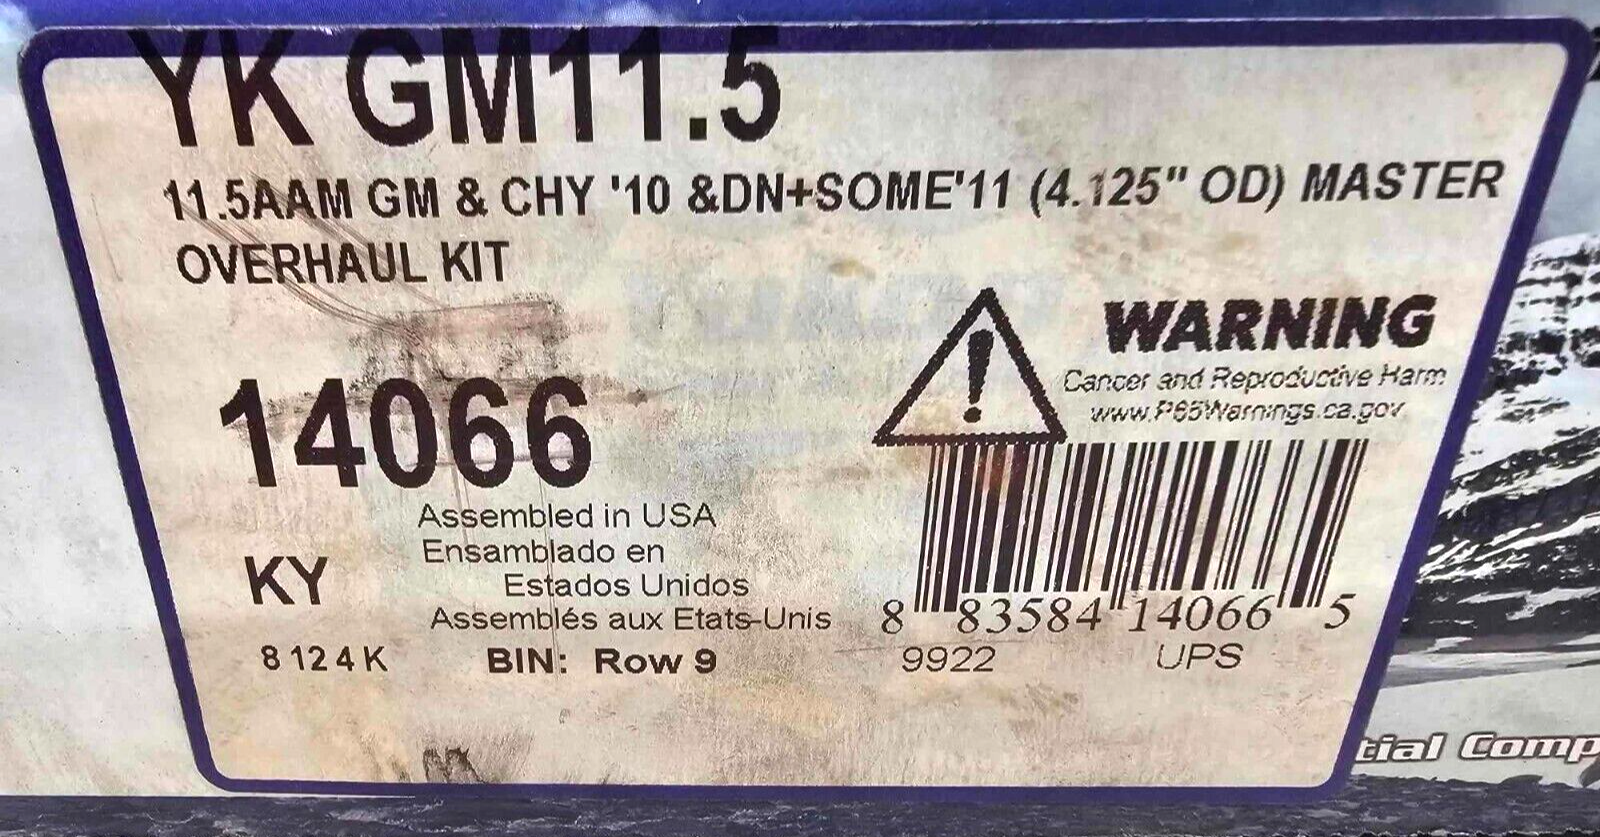 YK GM11.5
11.5AAM GM & CHY '10 &DN+SOME'11 (4.125" OD) MASTER
OVERHAUL KIT
WARNING
Cancer and Reproductive Harm
www.P65Warnings.ca.gov
14066
Assembled in USA
Ensamblado en
Estados Unidos
Assemblés aux Etats-Unis
KY
8124K
BIN: Row 9
8 83584 14066 5
9922 UPS
tial Comp